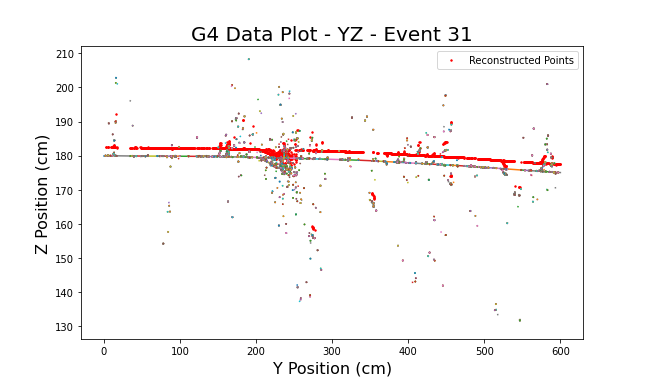 G4 Data Plot - YZ - Event 31
Reconstructed Points
210
200
190
180
170
160
150
140
130
Z Position (cm)
0 100 200 300 400 500 600
Y Position (cm)